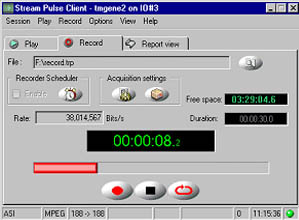 Stream Pulse Client - tmgene2 on IO#3
Session Play Record Options View Help
Play Record Report view
File : F:\record.trp
Recorder Scheduler Acquisition settings
Enable
Free space: 03:29:04.6
Rate: 38,014,567 Bits/s Duration: 00:00:30.0
00:00:08.2
ASI MPEG 188 -> 188 0 11:15:36